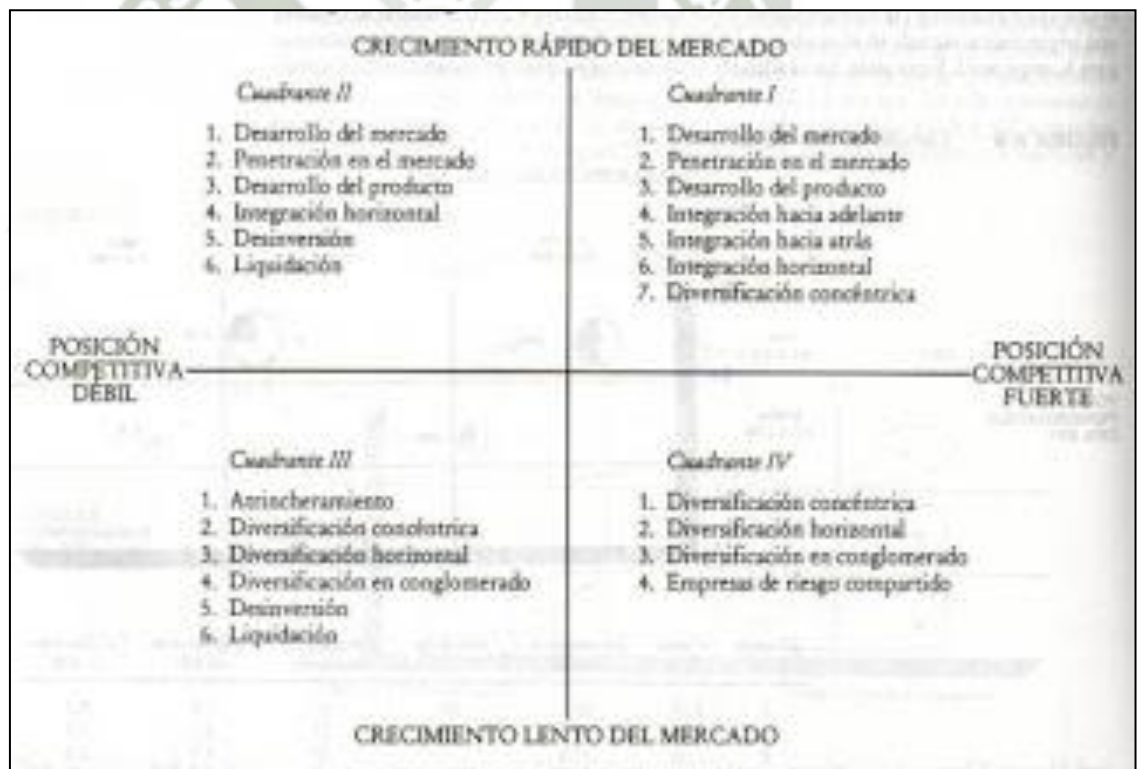 CRECIMIENTO RÁPIDO DEL MERCADO
Cuadrante II
1. Desarrollo del mercado
2. Penetración en el mercado
3. Desarrollo del producto
4. Integración horizontal
5. Desinversión
6. Liquidación
Cuadrante I
1. Desarrollo del mercado
2. Penetración en el mercado
3. Desarrollo del producto
4. Integración hacia adelante
5. Integración hacia atrás
6. Integración horizontal
7. Diversificación concéntrica
POSICIÓN
COMPETITIVA
DÉBIL
POSICIÓN
COMPETITIVA
FUERTE
Cuadrante III
1. Atrincheramiento
2. Diversificación concéntrica
3. Diversificación horizontal
4. Diversificación en conglomerado
5. Desinversión
6. Liquidación
Cuadrante IV
1. Diversificación concéntrica
2. Diversificación horizontal
3. Diversificación en conglomerado
4. Empresas de riesgo compartido
CRECIMIENTO LENTO DEL MERCADO